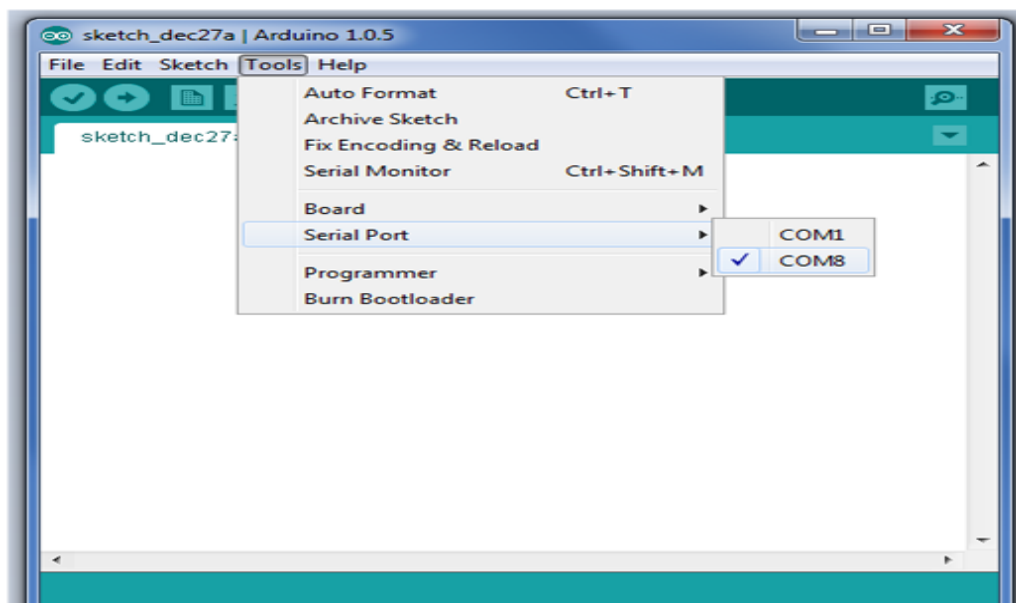 sketch_dec27a | Arduino 1.0.5
File Edit Sketch Tools Help
sketch_dec27a
Auto Format Ctrl+T
Archive Sketch
Fix Encoding & Reload
Serial Monitor Ctrl+Shift+M
Board
Serial Port
COM1
COM8
Programmer
Burn Bootloader